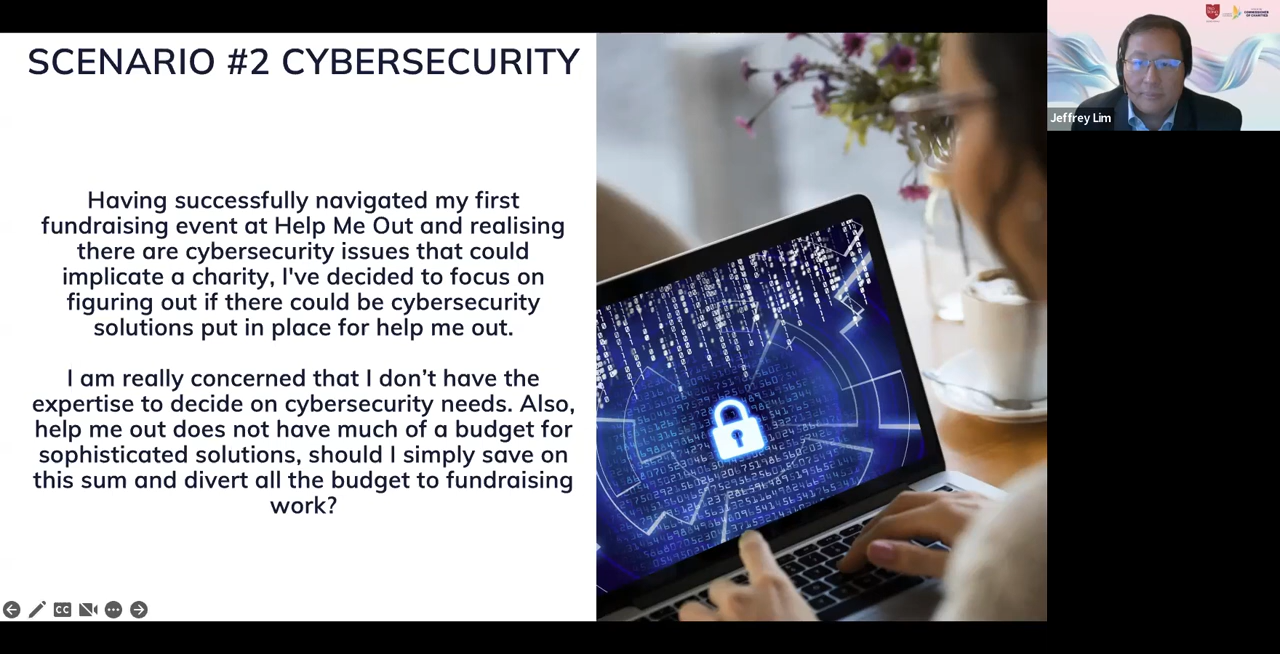 SCENARIO #2 CYBERSECURITY
Having successfully navigated my first
fundraising event at Help Me Out and realising
there are cybersecurity issues that could
implicate a charity, I've decided to focus on
figuring out if there could be cybersecurity
solutions put in place for help me out.
I am really concerned that I don’t have the
expertise to decide on cybersecurity needs. Also,
help me out does not have much of a budget for
sophisticated solutions, should I simply save on
this sum and divert all the budget to fundraising
work?
CC
COMMISSIONER
OF CHARITIES
Jeffrey Lim